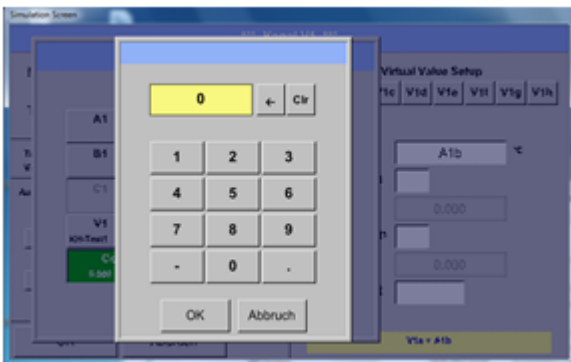 Simulation Screen
Virtual Value Setup
V1c V1d V1e V1f V1g V1h
0 ← Clr
A1
A1b °C
B1
1 2 3
C1
4 5 6
0.000
V1
7 8 9
- 0 .
0.000
OK Abbruch
V1a = A1b